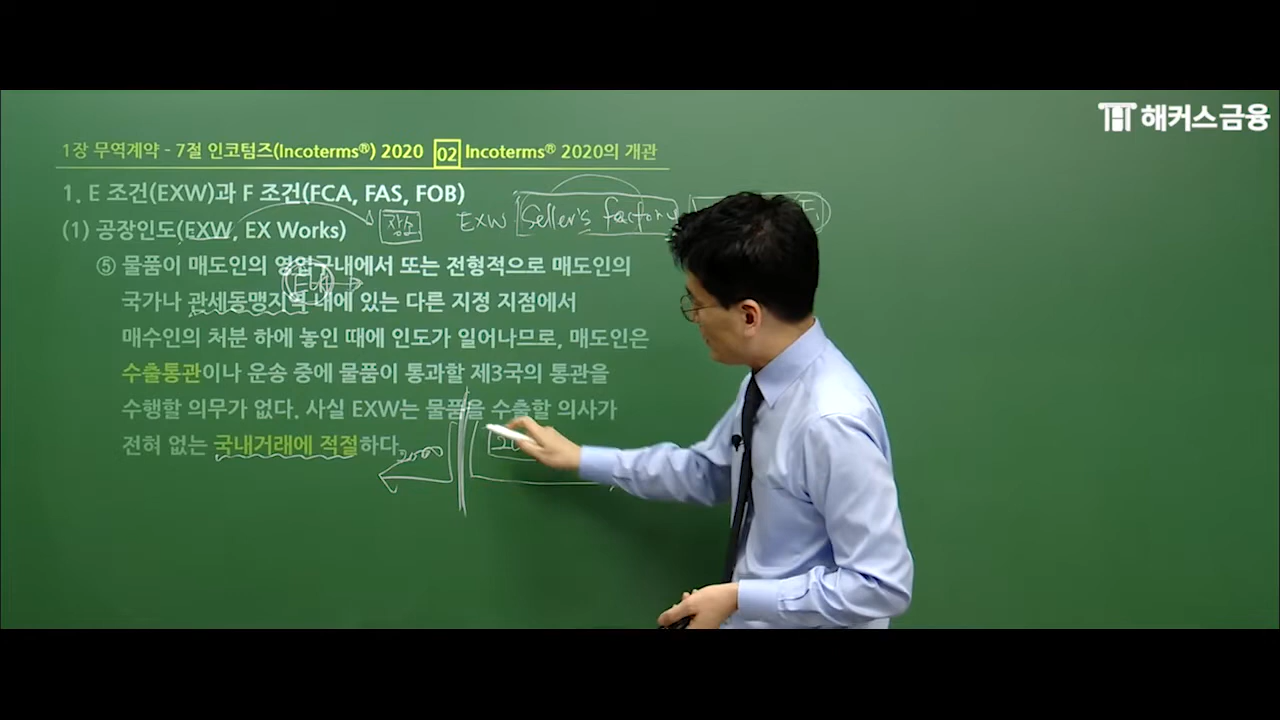 해커스금융
1장 무역계약 - 7절 인코텀즈(Incoterms®) 2020 02 Incoterms® 2020의 개관
1. E 조건(EXW)과 F 조건(FCA, FAS, FOB)
(1) 공장인도(EXW, EX Works) 장소 EXW Seller's factory
⑤ 물품이 매도인의 영업구내에서 또는 전형적으로 매도인의
국가나 관세동맹지역 내에 있는 다른 지정 지점에서
매수인의 처분 하에 놓인 때에 인도가 일어나므로, 매도인은
수출통관이나 운송 중에 물품이 통과할 제3국의 통관을
수행할 의무가 없다. 사실 EXW는 물품을 수출할 의사가
전혀 없는 국내거래에 적절하다.
2000